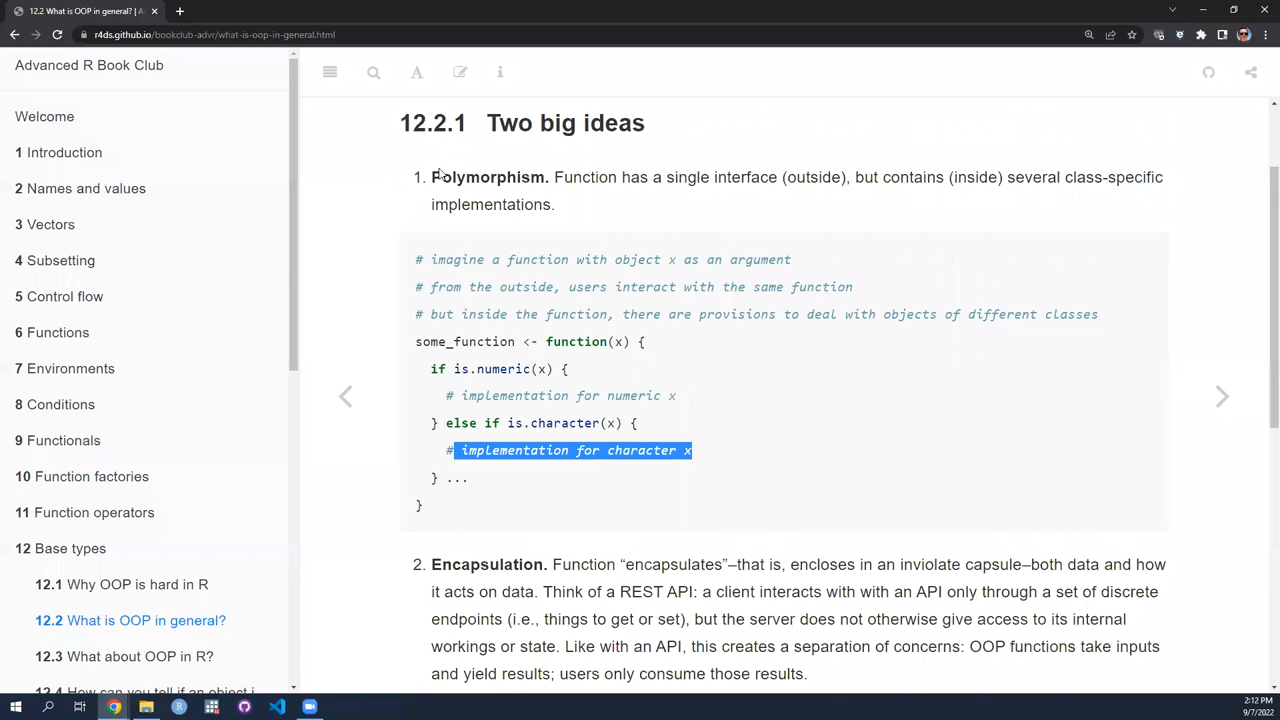 12.2 What is OOP in general? | A
r4ds.github.io/bookclub-advr/what-is-oop-in-general.html
Advanced R Book Club
Welcome
1 Introduction
2 Names and values
3 Vectors
4 Subsetting
5 Control flow
6 Functions
7 Environments
8 Conditions
9 Functionals
10 Function factories
11 Function operators
12 Base types
12.1 Why OOP is hard in R
12.2 What is OOP in general?
12.3 What about OOP in R?
12.4 How can you tell if an object i
12.2.1 Two big ideas
1. Polymorphism. Function has a single interface (outside), but contains (inside) several class-specific
implementations.
# imagine a function with object x as an argument
# from the outside, users interact with the same function
# but inside the function, there are provisions to deal with objects of different classes
some_function <- function(x) {
if is.numeric(x) {
# implementation for numeric x
} else if is.character(x) {
# implementation for character x
} ...
}
2. Encapsulation. Function “encapsulates”–that is, encloses in an inviolate capsule–both data and how
it acts on data. Think of a REST API: a client interacts with with an API only through a set of discrete
endpoints (i.e., things to get or set), but the server does not otherwise give access to its internal
workings or state. Like with an API, this creates a separation of concerns: OOP functions take inputs
and yield results; users only consume those results.
2:12 PM
9/7/2022